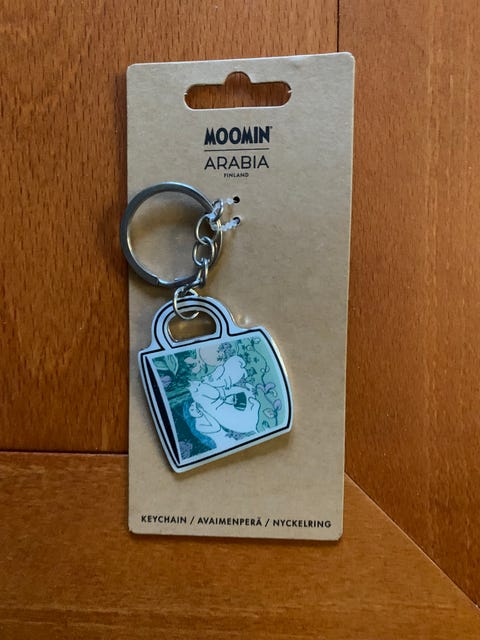 MOOMIN
ARABIA
FINLAND
KEYCHAIN / AVAIMENPERÄ / NYCKELRING